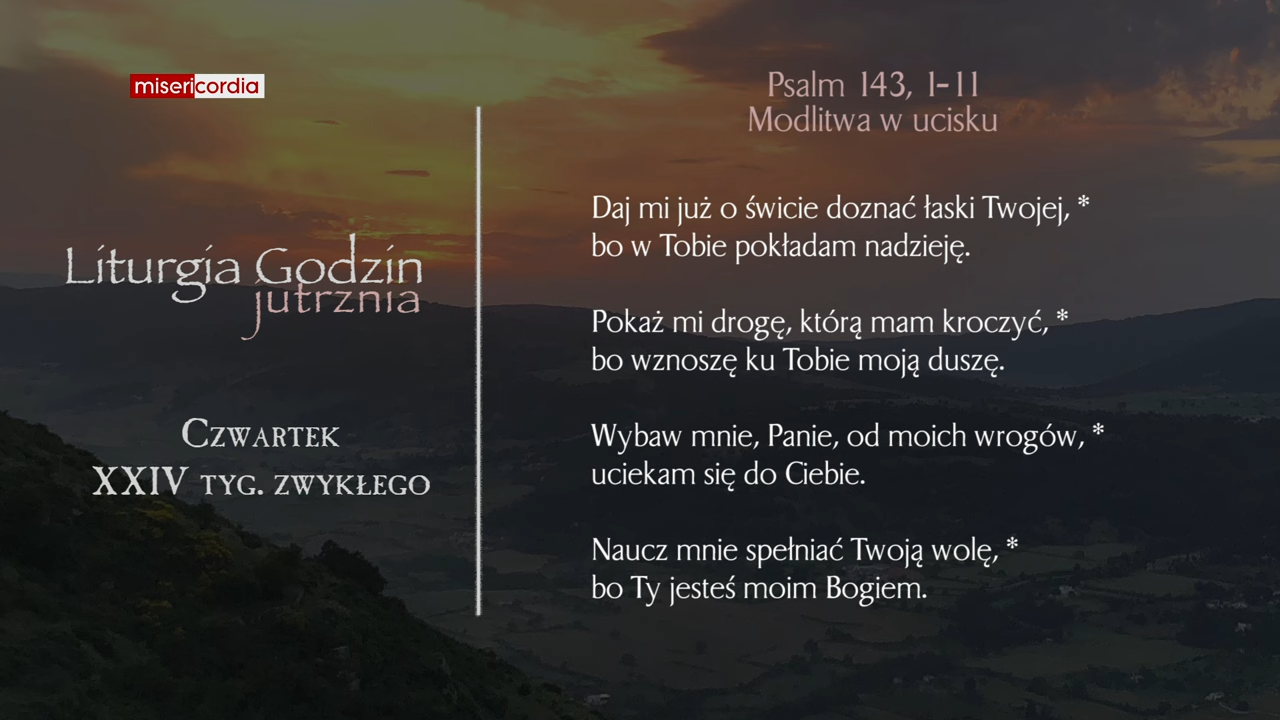 misericordia
Liturgia Godzin
jutrznia
Czwartek
XXIV tyg. zwykłego
Psalm 143, 1-11
Modlitwa w ucisku
Daj mi już o świcie doznać łaski Twojej, *
bo w Tobie pokładam nadzieję.
Pokaż mi drogę, którą mam kroczyć, *
bo wznoszę ku Tobie moją duszę.
Wybaw mnie, Panie, od moich wrogów, *
uciekam się do Ciebie.
Naucz mnie spełniać Twoją wolę, *
bo Ty jesteś moim Bogiem.